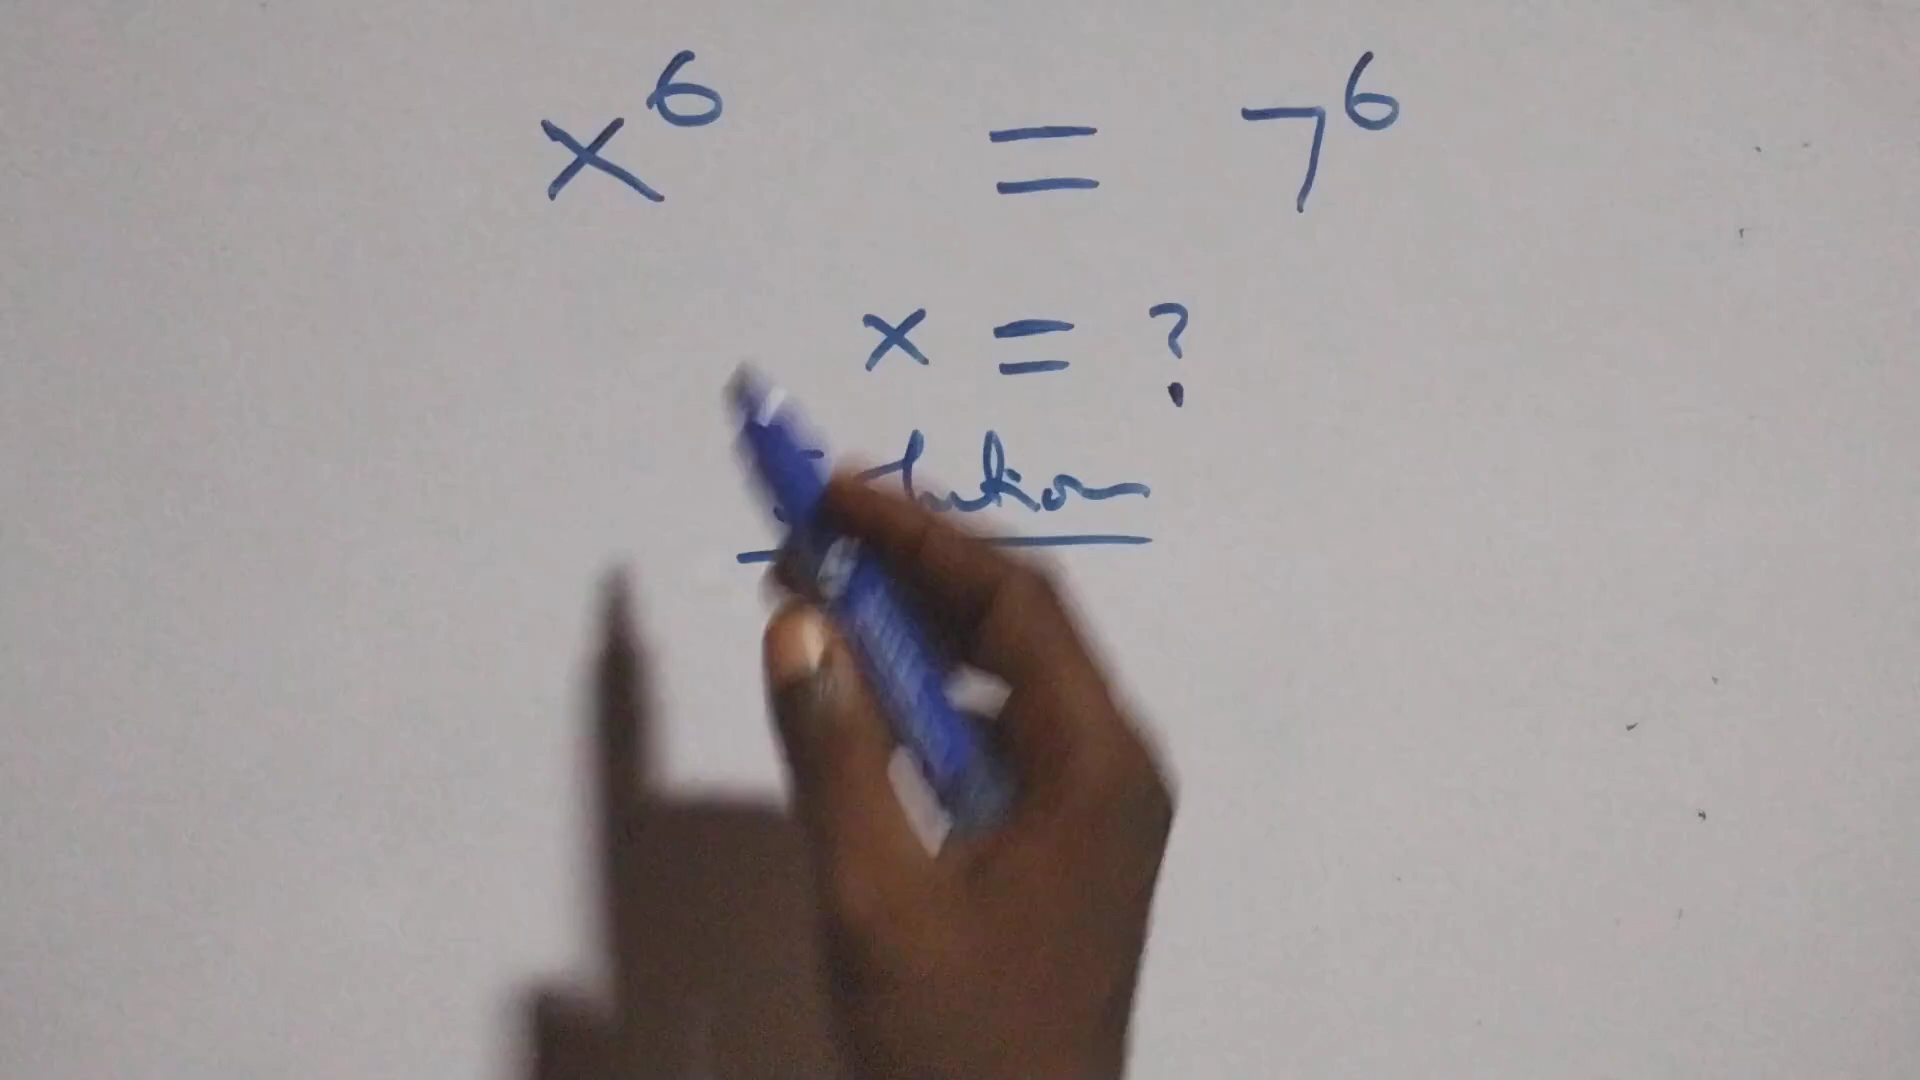 x⁶ = 7⁶
x = ?